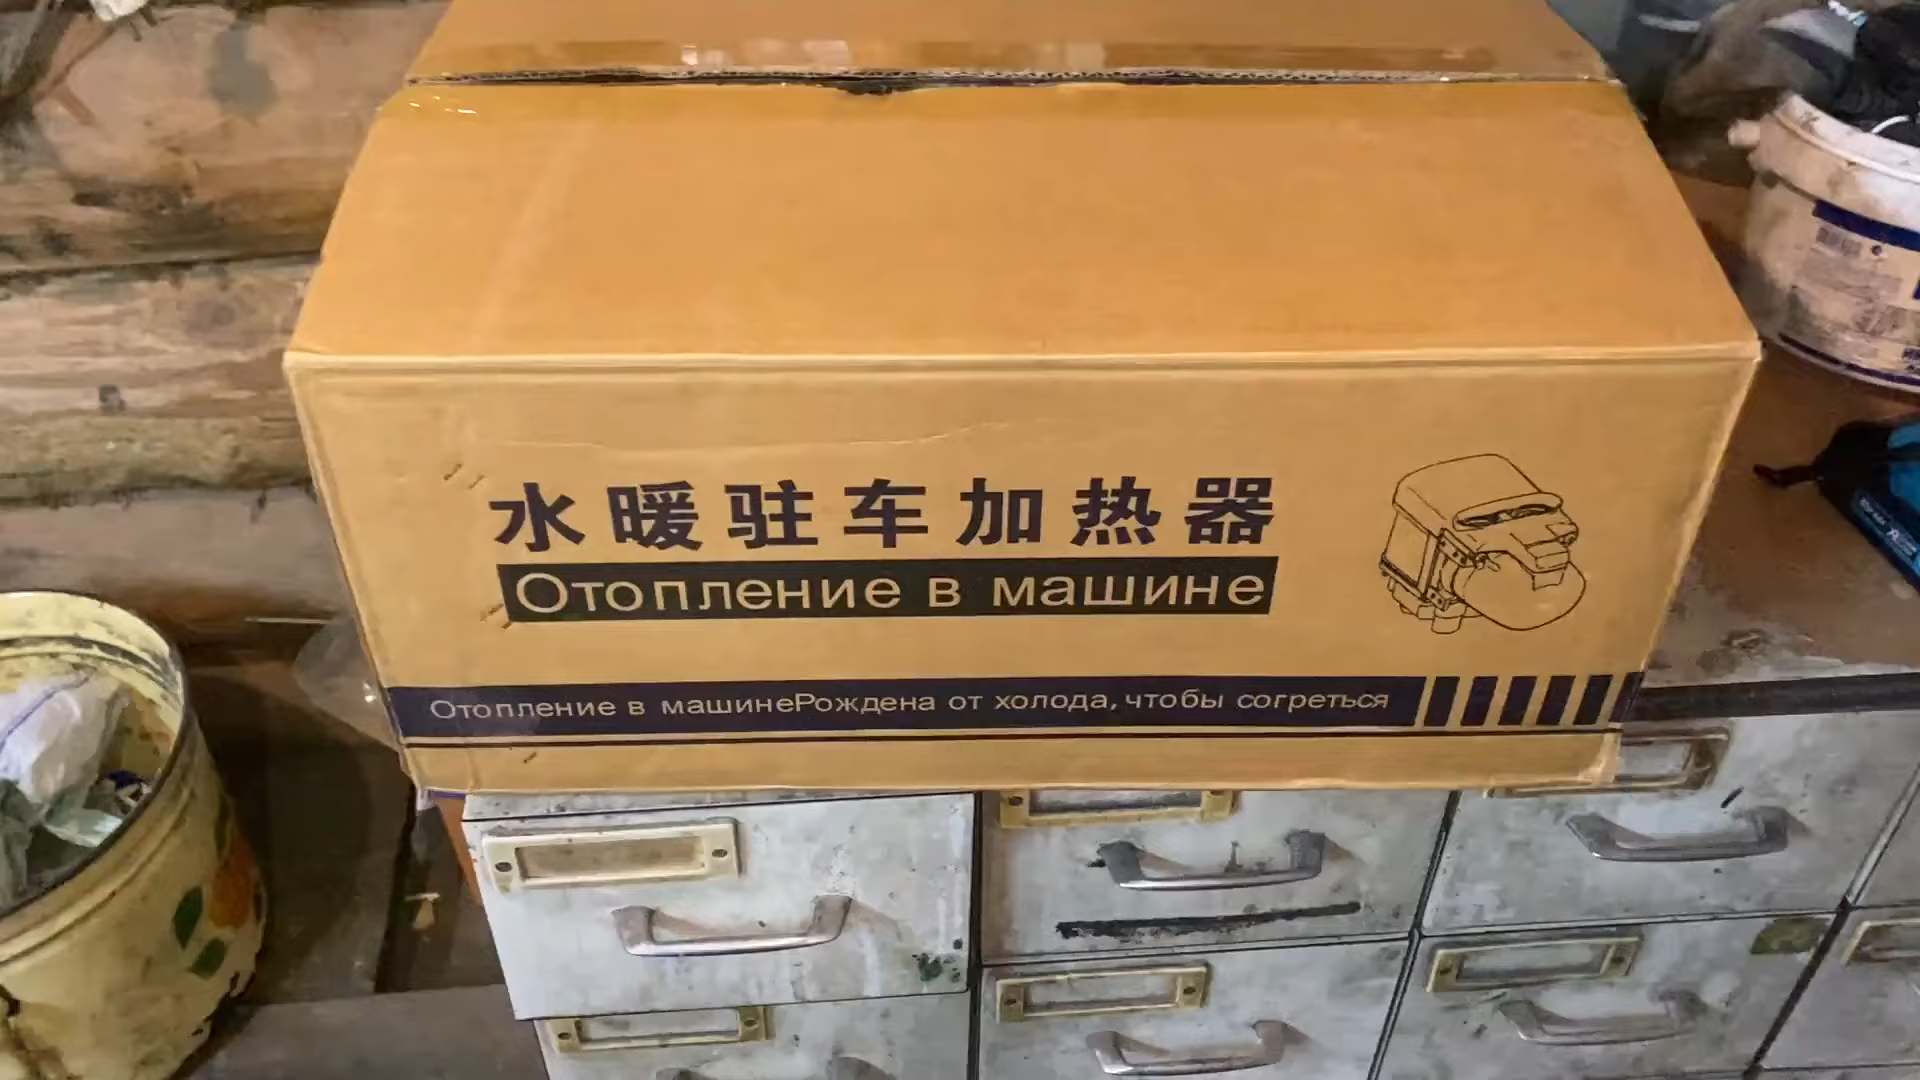 水暖驻车加热器
Отопление в машине
Отопление в машинеРождена от холода, чтобы согреться